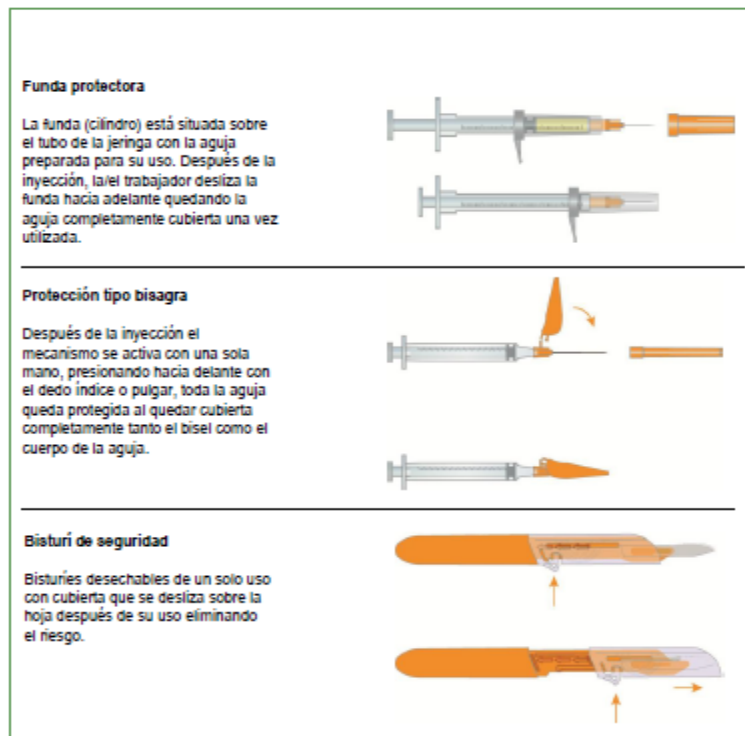 Funda protectora
La funda (cilindro) está situada sobre
el tubo de la jeringa con la aguja
preparada para su uso. Después de la
inyección, la/el trabajador desliza la
funda hacia adelante quedando la
aguja completamente cubierta una vez
utilizada.
Protección tipo bisagra
Después de la inyección el
mecanismo se activa con una sola
mano, presionando hacia delante con
el dedo índice o pulgar, toda la aguja
queda protegida al quedar cubierta
completamente tanto el bisel como el
cuerpo de la aguja.
Bisturí de seguridad
Bisturíes desechables de un solo uso
con cubierta que se desliza sobre la
hoja después de su uso eliminando
el riesgo.